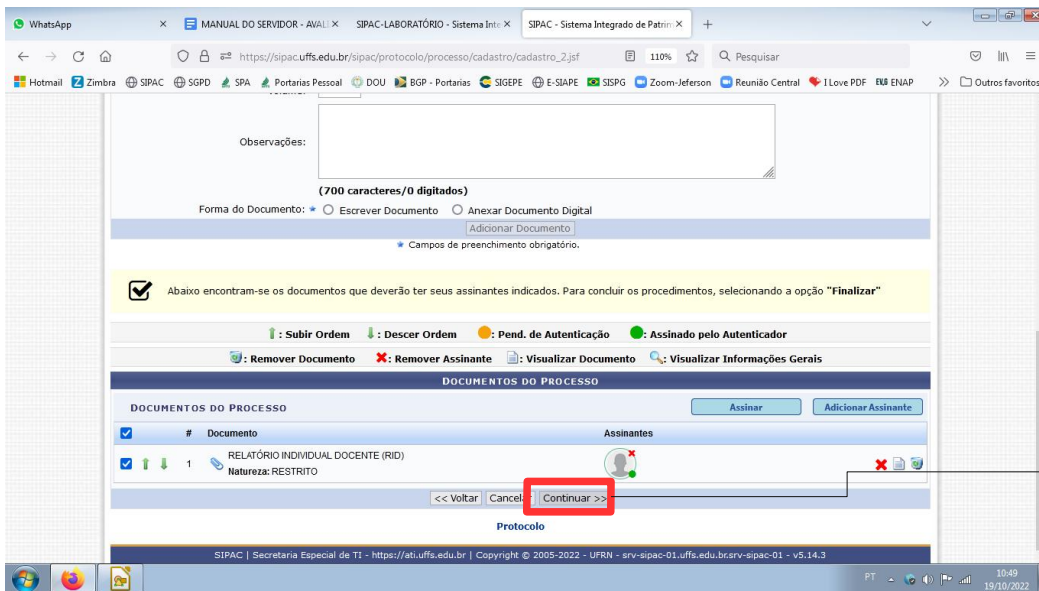 WhatsApp × MANUAL DO SERVIDOR - AVALI × SIPAC-LABORATÓRIO - Sistema Inte × SIPAC - Sistema Integrado de Patrim × +
https://sipac.uffs.edu.br/sipac/protocolo/processo/cadastro/cadastro_2.jsf 110% Pesquisar
Hotmail Zimbra SIPAC SGPD SPA Portarias Pessoal DOU BGP - Portarias SIGEPE E-SIAPE SISPG Zoom-Jeferson Reunião Central I Love PDF ENAP >> Outros favoritos
Observações:
(700 caracteres/0 digitados)
Forma do Documento: Escrever Documento Anexar Documento Digital
Adicionar Documento
Campos de preenchimento obrigatório.
Abaixo encontram-se os documentos que deverão ter seus assinantes indicados. Para concluir os procedimentos, selecionando a opção "Finalizar"
: Subir Ordem : Descer Ordem : Pend. de Autenticação : Assinado pelo Autenticador
: Remover Documento : Remover Assinante : Visualizar Documento : Visualizar Informações Gerais
DOCUMENTOS DO PROCESSO
DOCUMENTOS DO PROCESSO Assinar Adicionar Assinante
# Documento Assinantes
1 RELATÓRIO INDIVIDUAL DOCENTE (RID)
Natureza: RESTRITO
<< Voltar Cancelar Continuar >>
Protocolo
SIPAC | Secretaria Especial de TI - https://ati.uffs.edu.br | Copyright © 2005-2022 - UFRN - srv-sipac-01.uffs.edu.br.srv-sipac-01 - v5.14.3
PT 10:49
19/10/2022